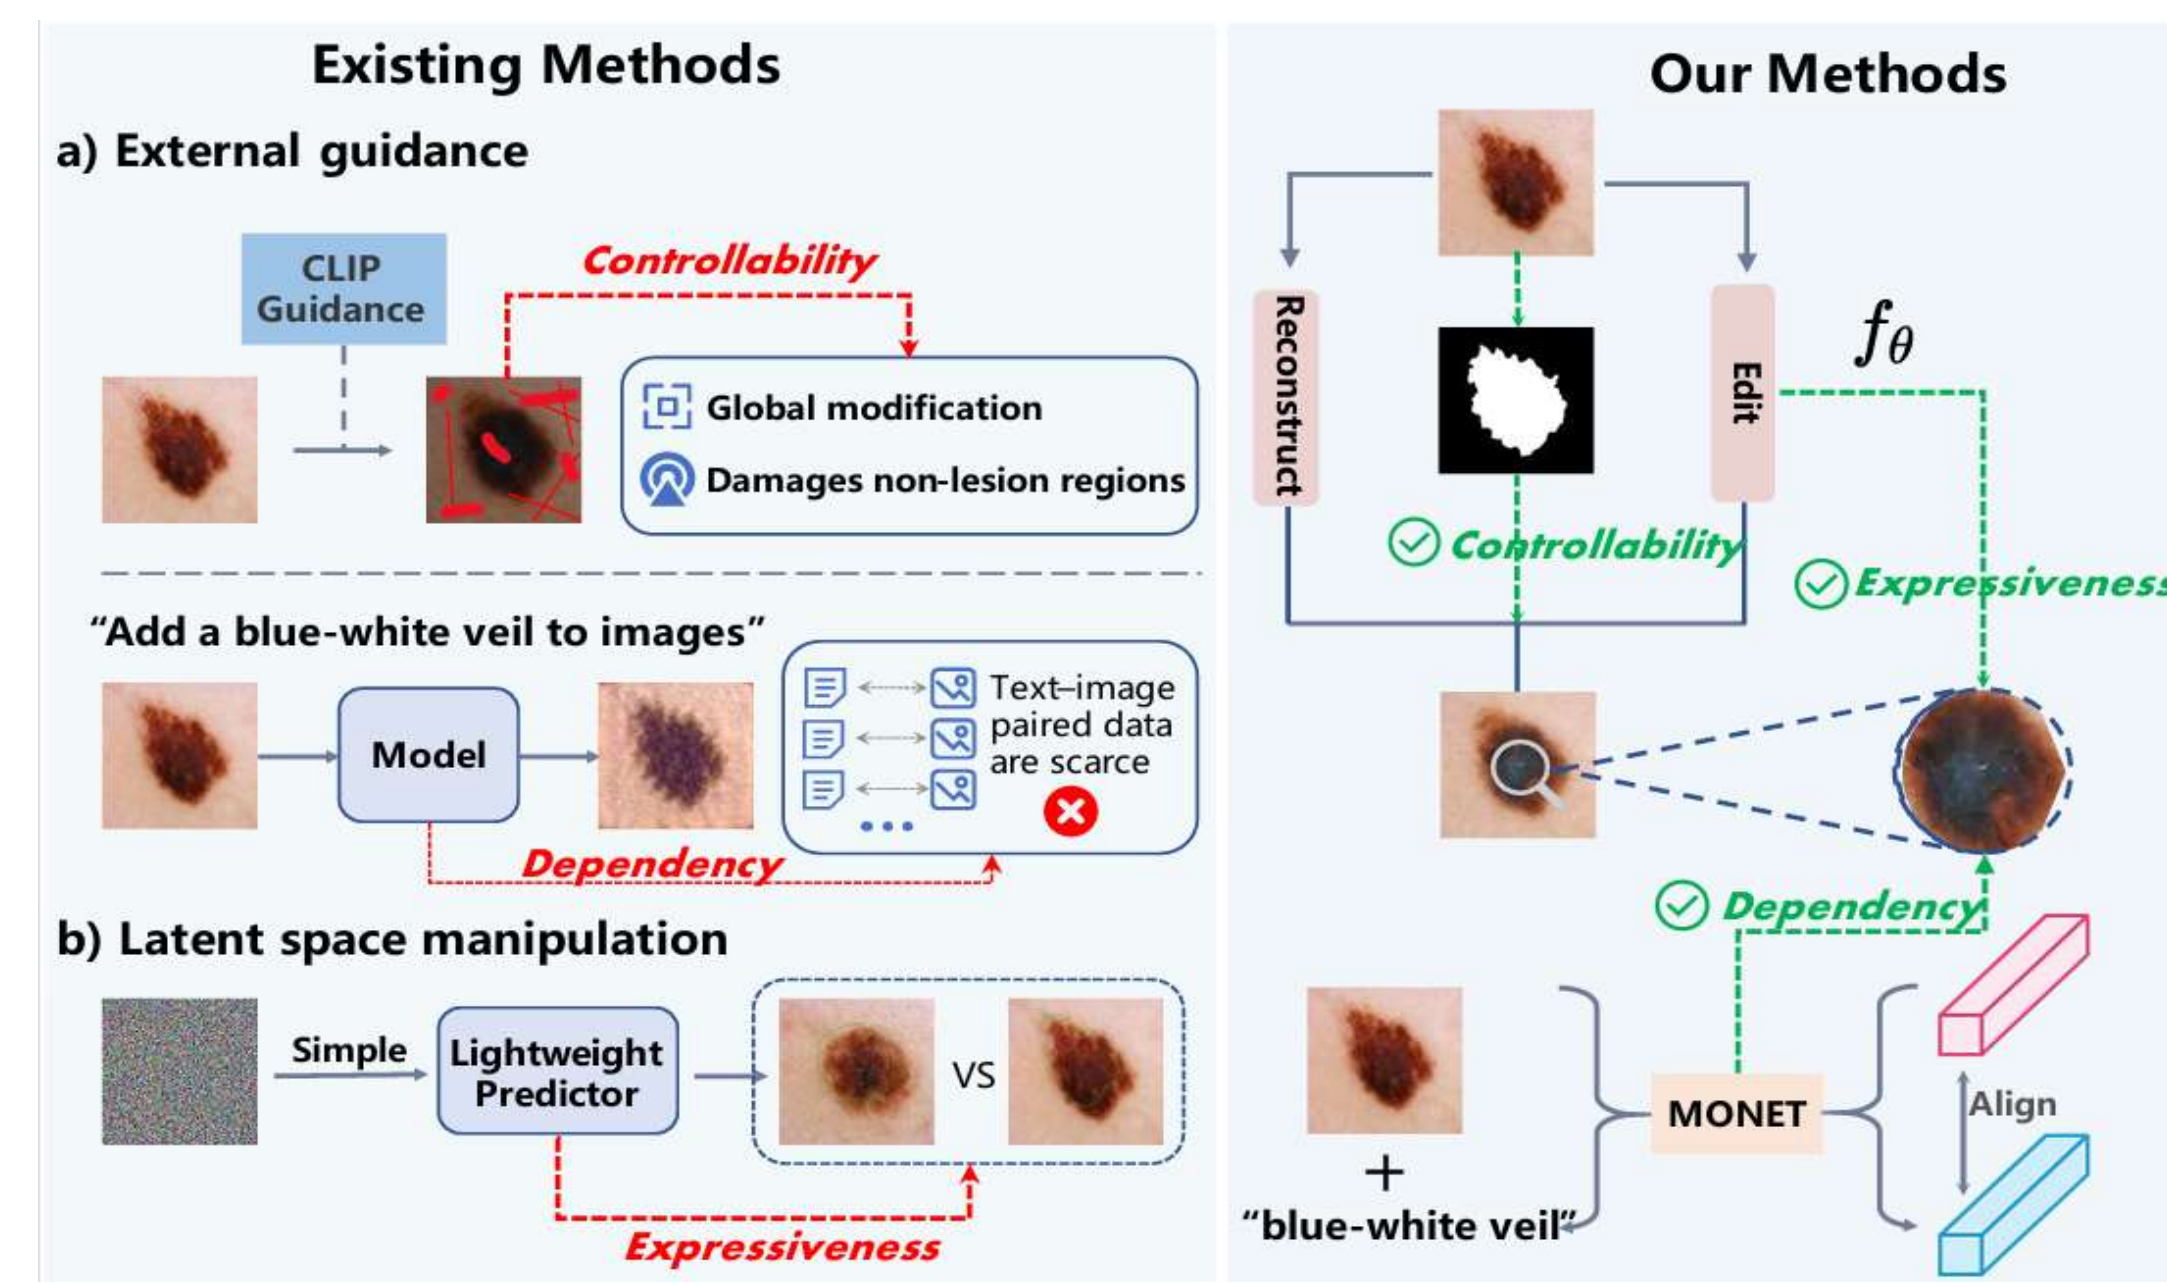 Existing Methods
a) External guidance
CLIP
Guidance
Controllability
Global modification
Damages non-lesion regions
“Add a blue-white veil to images”
Model
Text–image
paired data
are scarce
Dependency
b) Latent space manipulation
Simple
Lightweight
Predictor
VS
Expressiveness
Our Methods
Reconstruct
Edit
fθ
Controllability
Expressiveness
Dependency
MONET
Align
+
“blue-white veil”